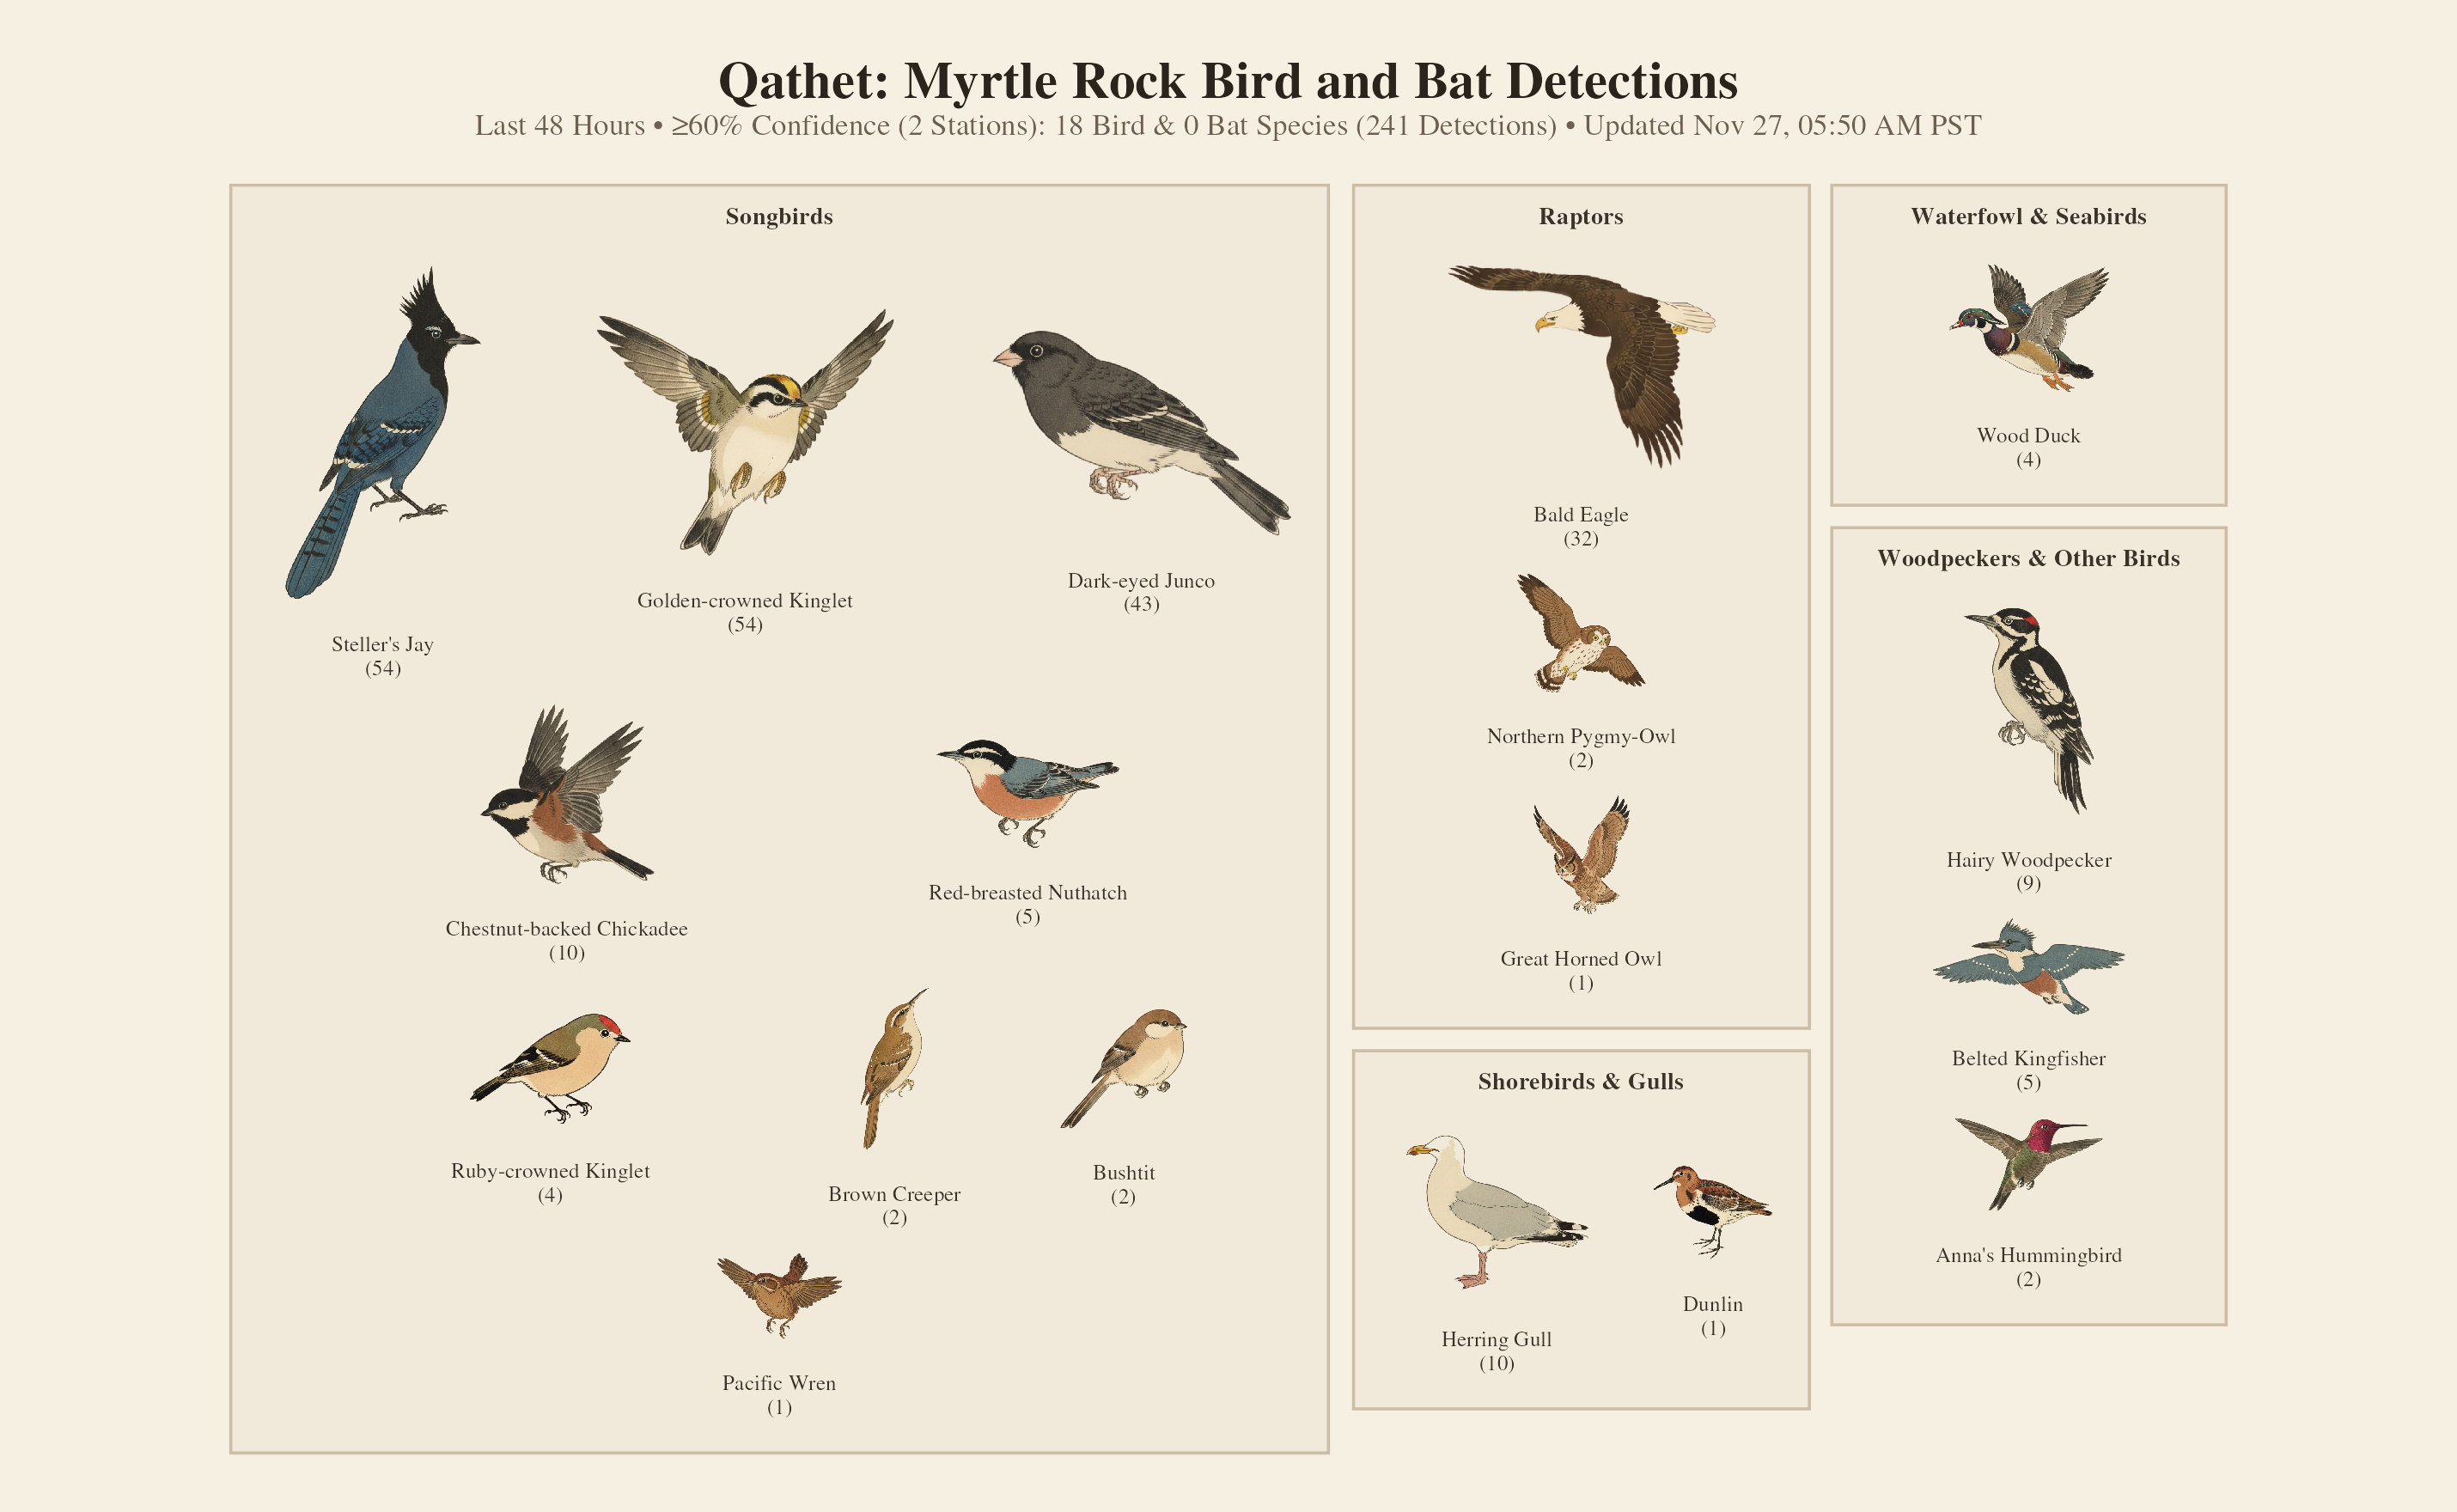 Qathet: Myrtle Rock Bird and Bat Detections
Last 48 Hours • ≥60% Confidence (2 Stations): 18 Bird & 0 Bat Species (241 Detections) • Updated Nov 27, 05:50 AM PST
Songbirds
Steller's Jay
(54)
Golden-crowned Kinglet
(54)
Dark-eyed Junco
(43)
Chestnut-backed Chickadee
(10)
Red-breasted Nuthatch
(5)
Ruby-crowned Kinglet
(4)
Brown Creeper
(2)
Bushtit
(2)
Pacific Wren
(1)
Raptors
Bald Eagle
(32)
Northern Pygmy-Owl
(2)
Great Horned Owl
(1)
Shorebirds & Gulls
Herring Gull
(10)
Dunlin
(1)
Waterfowl & Seabirds
Wood Duck
(4)
Woodpeckers & Other Birds
Hairy Woodpecker
(9)
Belted Kingfisher
(5)
Anna's Hummingbird
(2)